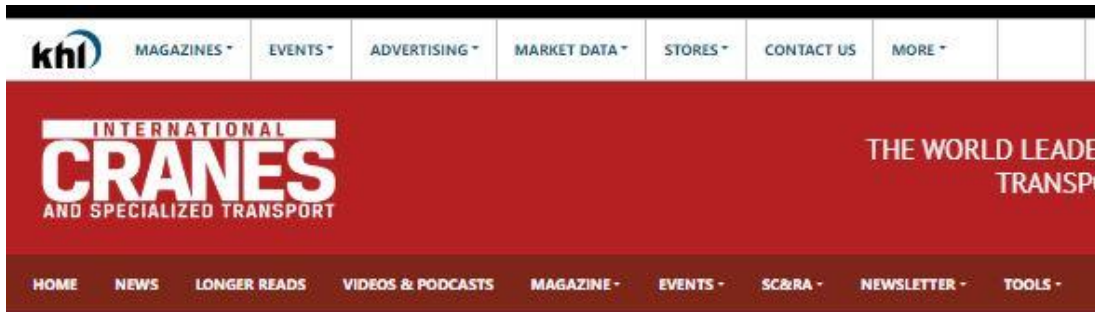 khl MAGAZINES EVENTS ADVERTISING MARKET DATA STORES CONTACT US MORE
INTERNATIONAL
CRANES
AND SPECIALIZED TRANSPORT
THE WORLD LEADE
TRANSP
HOME NEWS LONGER READS VIDEOS & PODCASTS MAGAZINE EVENTS SC&RA NEWSLETTER TOOLS